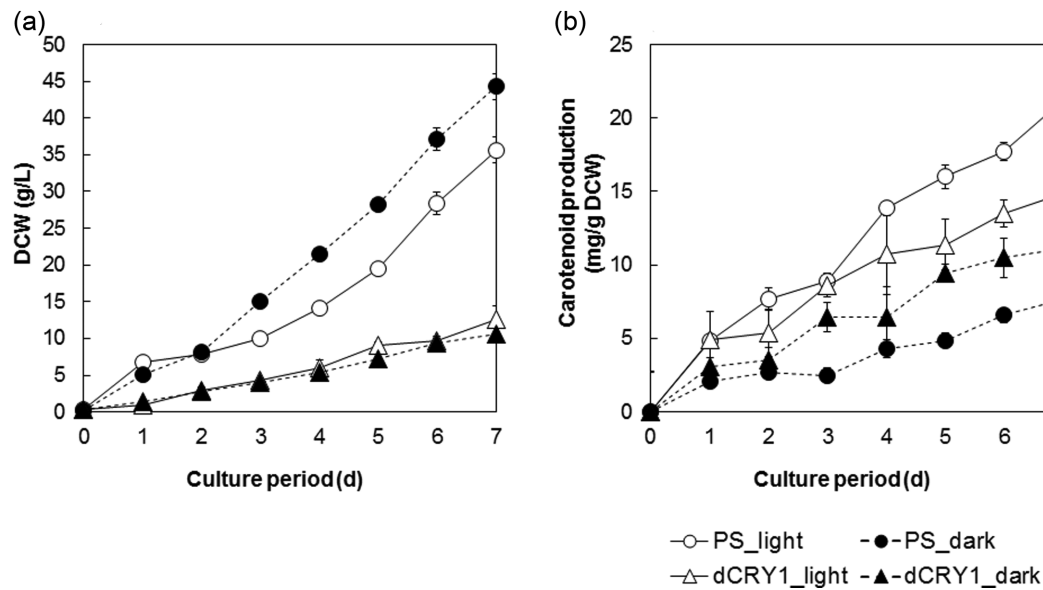 (a)
50
45
40
35
30
25
20
15
10
5
0
DCW (g/L)
0 1 2 3 4 5 6 7
Culture period (d)
(b)
25
20
15
10
5
0
Carotenoid production
(mg/g DCW)
0 1 2 3 4 5 6
Culture period (d)
PS_light PS_dark
dCRY1_light dCRY1_dark